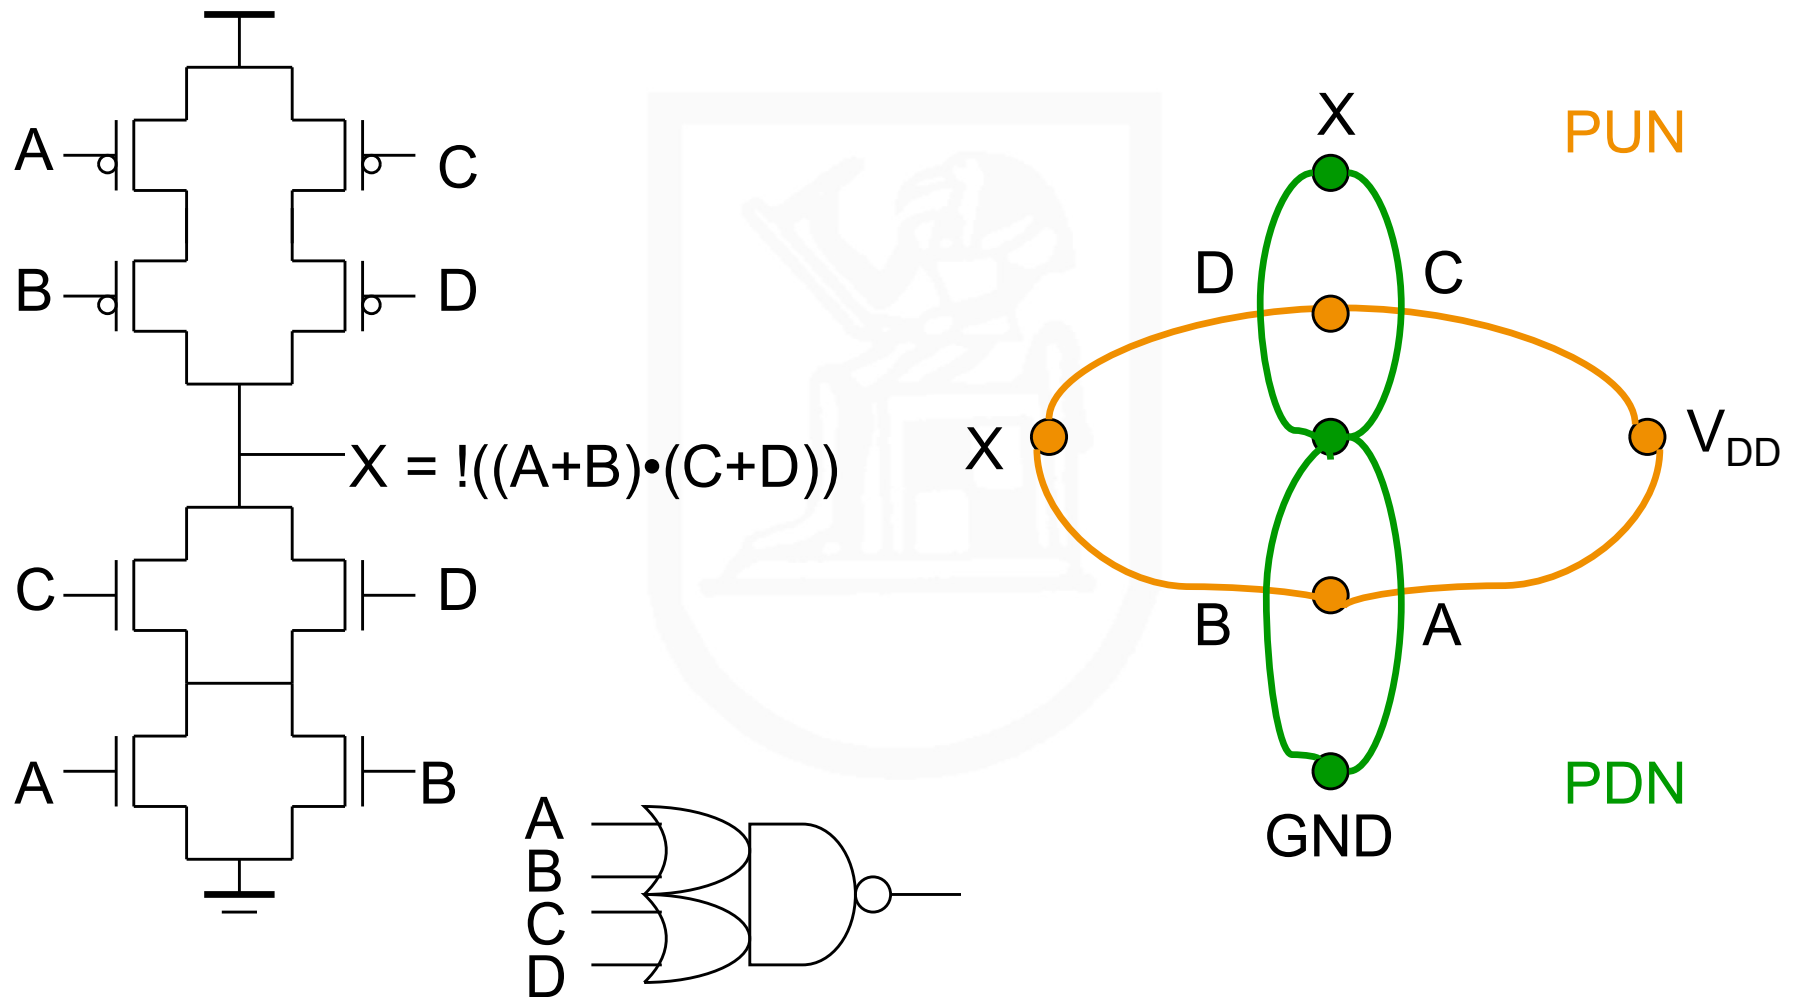 A
C
B
D
X = !((A+B)•(C+D))
C
D
A
B
A
B
C
D
X
PUN
D
C
X
VDD
B
A
PDN
GND